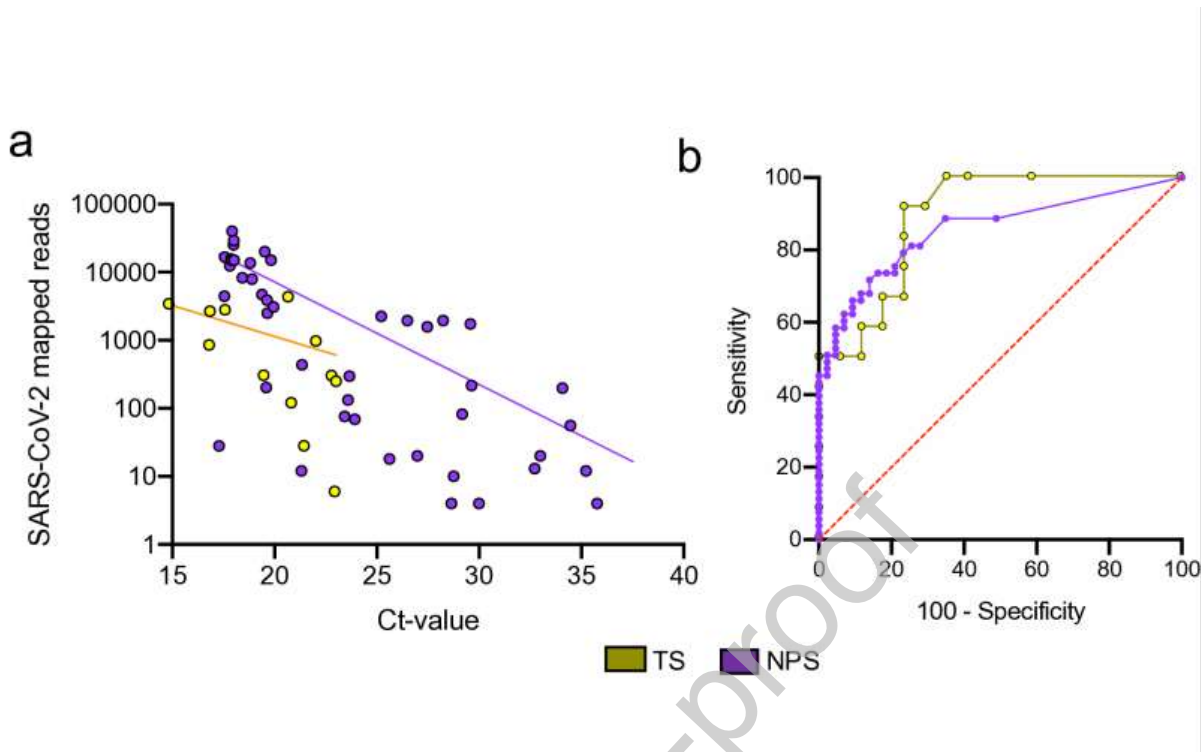 a
SARS-CoV-2 mapped reads
100000
10000
1000
100
10
1
15 20 25 30 35 40
Ct-value
b
Sensitivity
100
80
60
40
20
0
0 20 40 60 80 100
100 - Specificity
TS NPS
proof